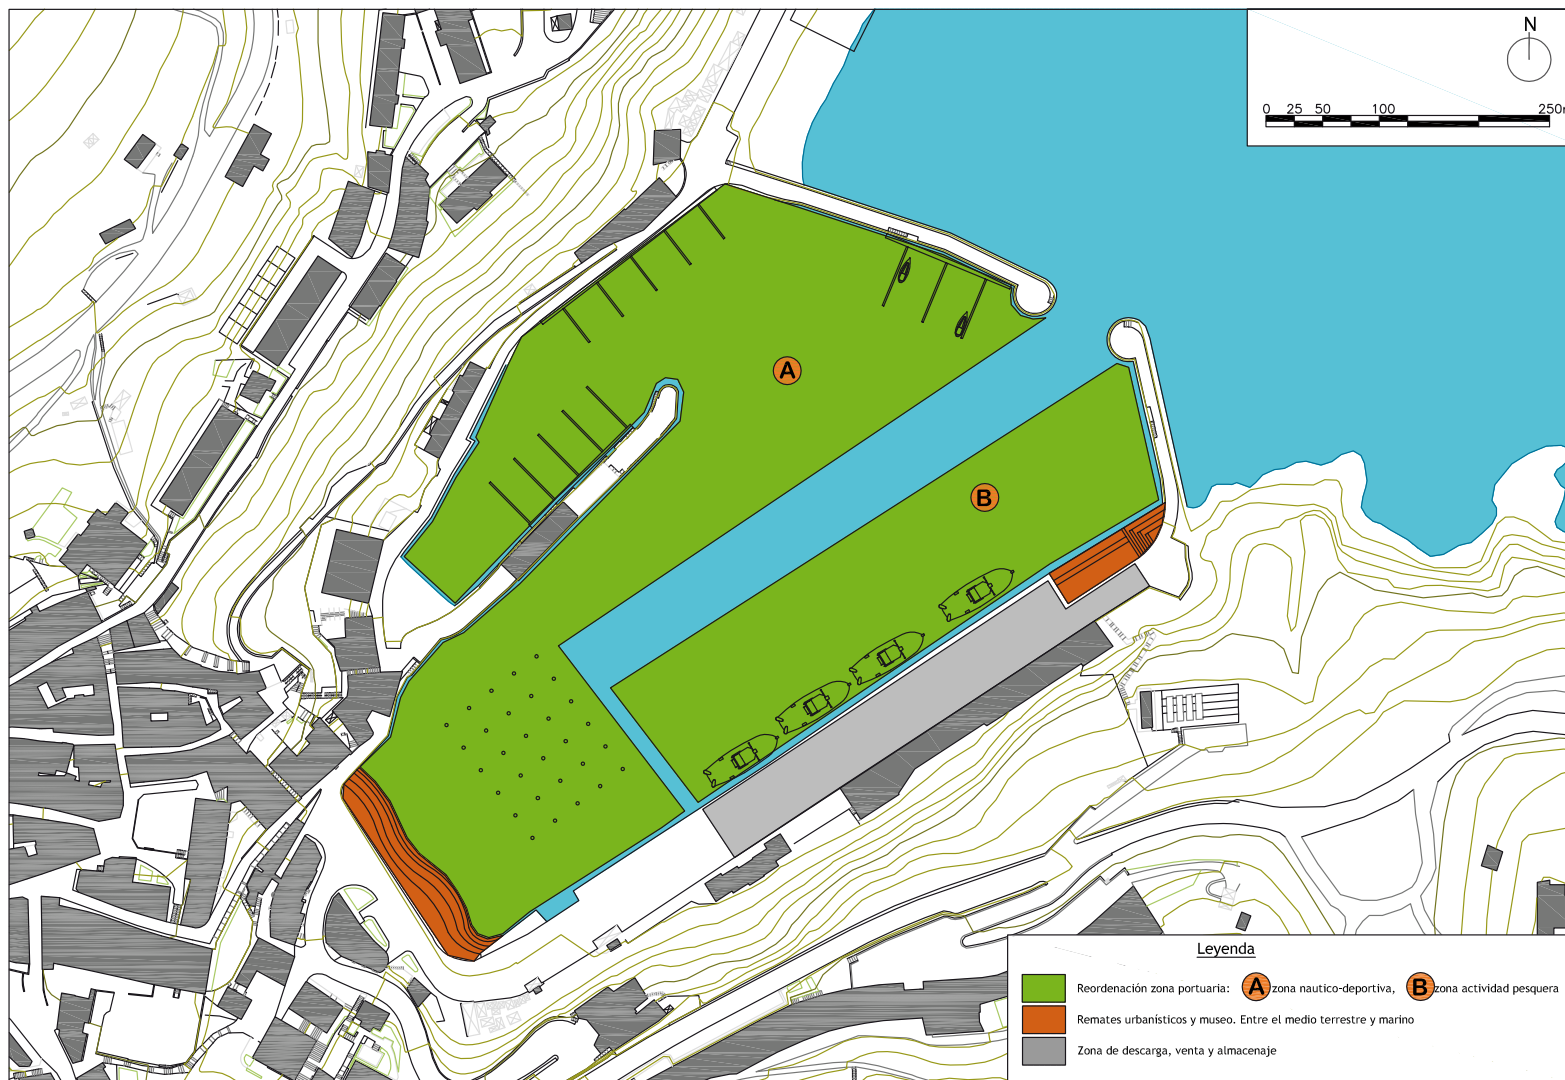 N
0 25 50 100 250m
A
B
Leyenda
Reordenación zona portuaria: A zona nautico-deportiva, B zona actividad pesquera
Remates urbanísticos y museo. Entre el medio terrestre y marino
Zona de descarga, venta y almacenaje